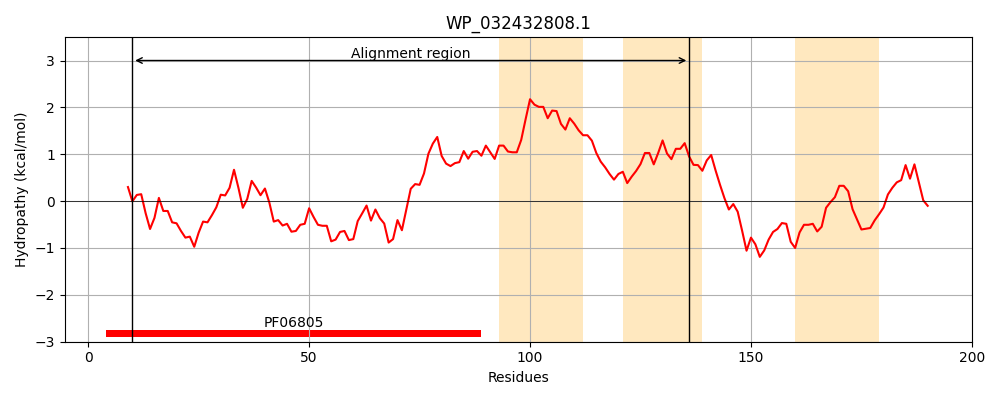 WP_032432808.1
Alignment region
3
2
1
0
−1
−2
−3
Hydropathy (kcal/mol)
PF06805
0
50
100
150
200
Residues